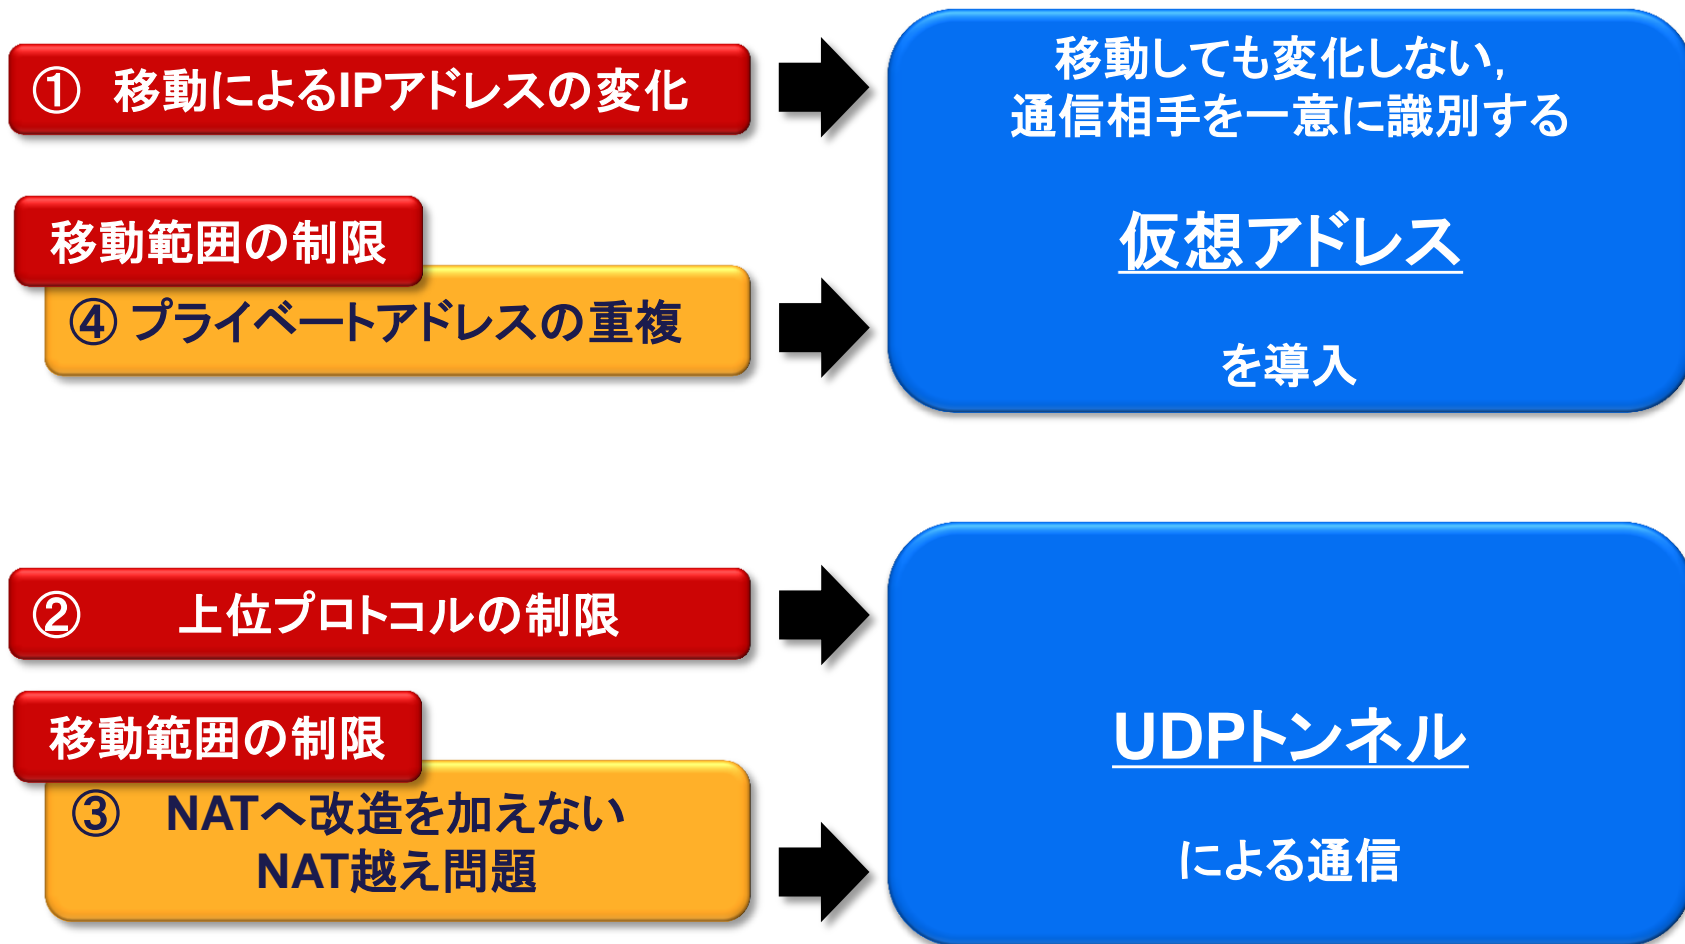 ① 移動によるIPアドレスの変化
移動範囲の制限
④ プライベートアドレスの重複
移動しても変化しない,
通信相手を一意に識別する
仮想アドレス
を導入
② 上位プロトコルの制限
移動範囲の制限
③ NATへ改造を加えない
NAT越え問題
UDPトンネル
による通信